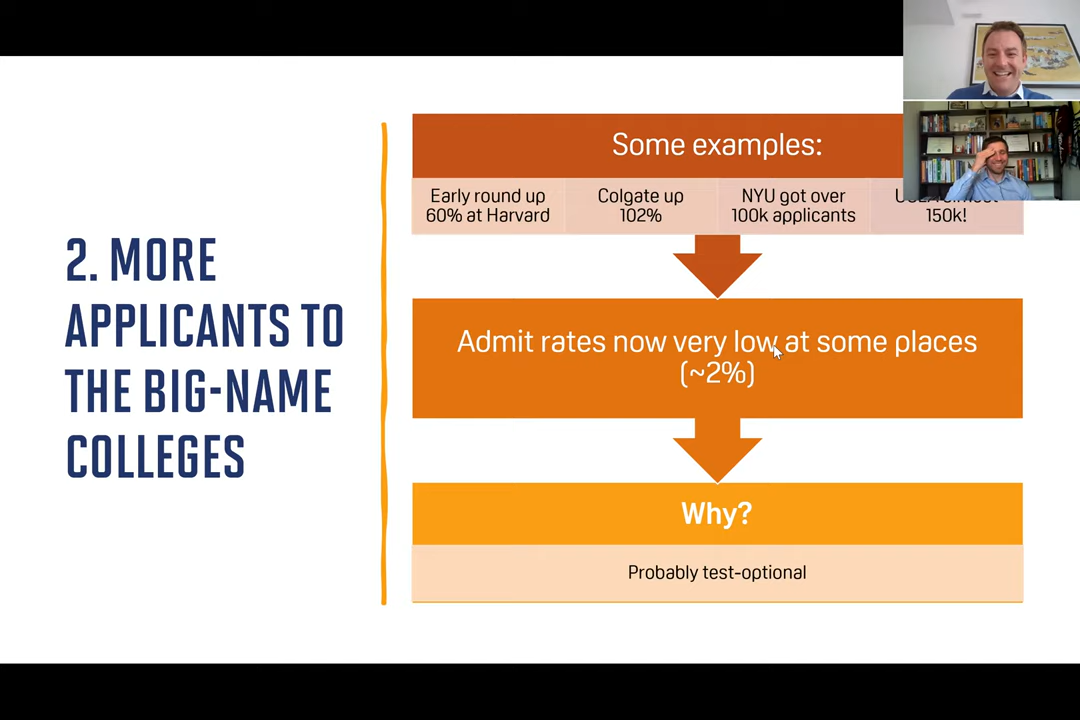 2. MORE
APPLICANTS TO
THE BIG-NAME
COLLEGES
Some examples:
Early round up
60% at Harvard
Colgate up
102%
NYU got over
100k applicants
150k!
Admit rates now very low at some places
(~2%)
Why?
Probably test-optional